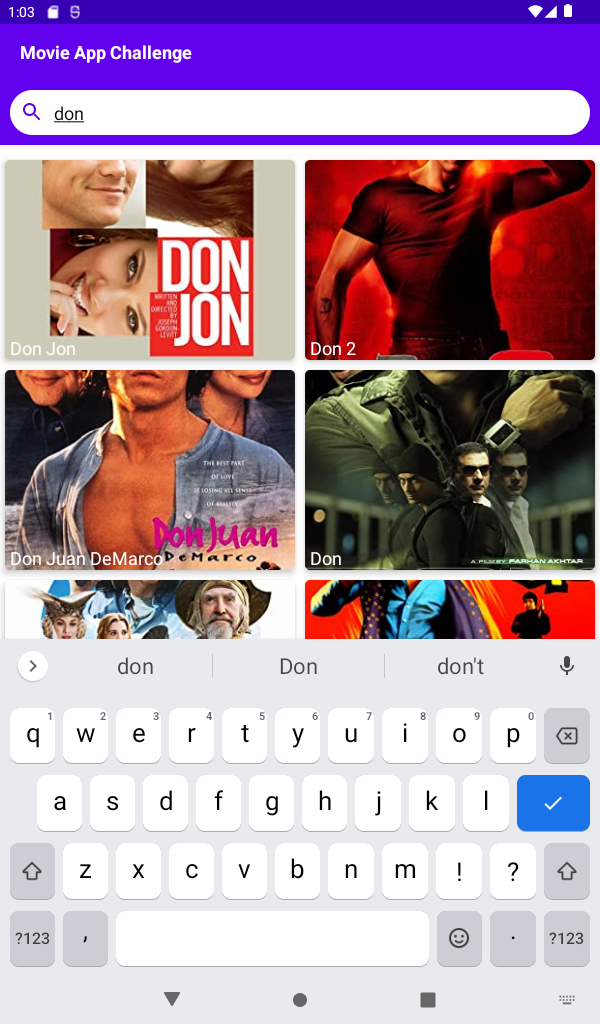 1:03
Movie App Challenge
don
DON
JON
WRITTEN
AND
DIRECTED
BY
JOSEPH
GORDON-
LEVITT
Don Jon
Don 2
THE BEST PART
OF LOVE
IS LOSING ALL SENSE
OF REALITY.
Don Juan
DeMarco
Don Juan DeMarco
A FILM BY FARHAN AKHTAR
Don
don Don don't
q 1 w 2 e 3 r 4 t 5 y 6 u 7 i 8 o 9 p 0
a s d f g h j k l
z x c v b n m ! ?
?123 , . ?123